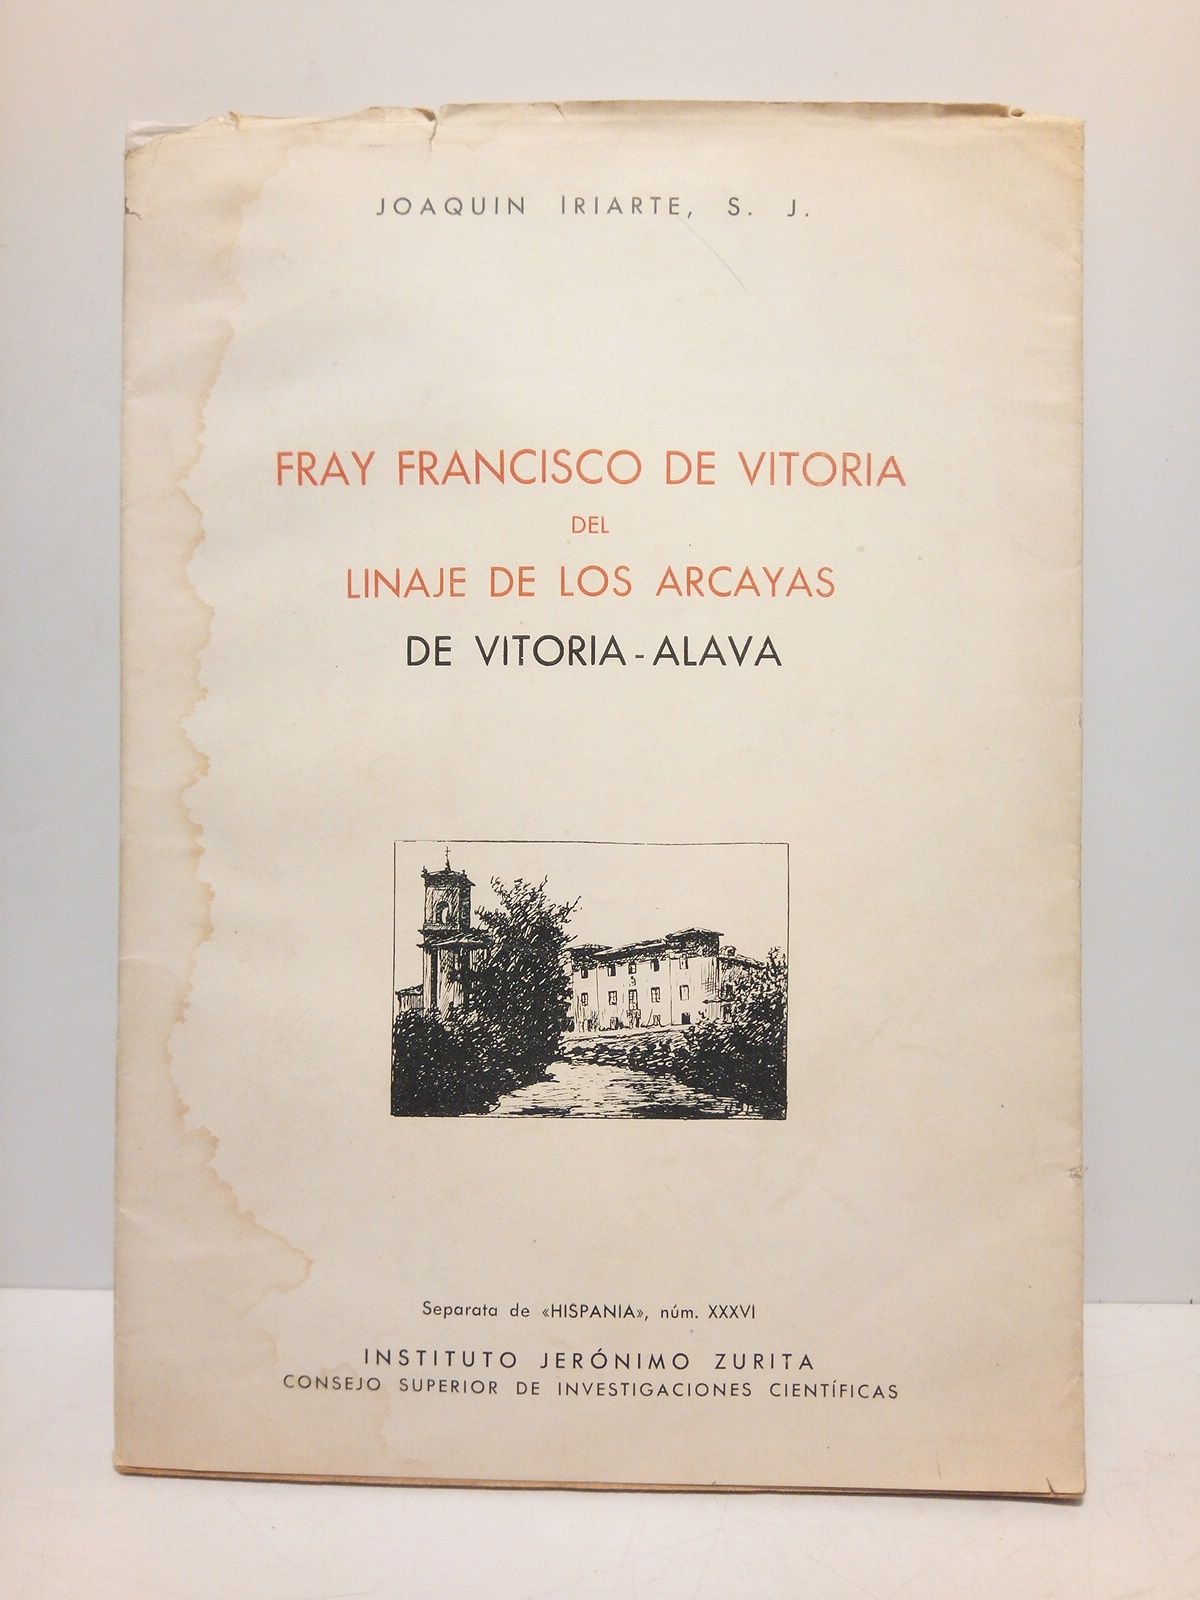 JOAQUIN IRIARTE, S. J.
FRAY FRANCISCO DE VITORIA
DEL
LINAJE DE LOS ARCAYAS
DE VITORIA - ALAVA
Separata de «HISPANIA», núm. XXXVI
INSTITUTO JERÓNIMO ZURITA
CONSEJO SUPERIOR DE INVESTIGACIONES CIENTÍFICAS